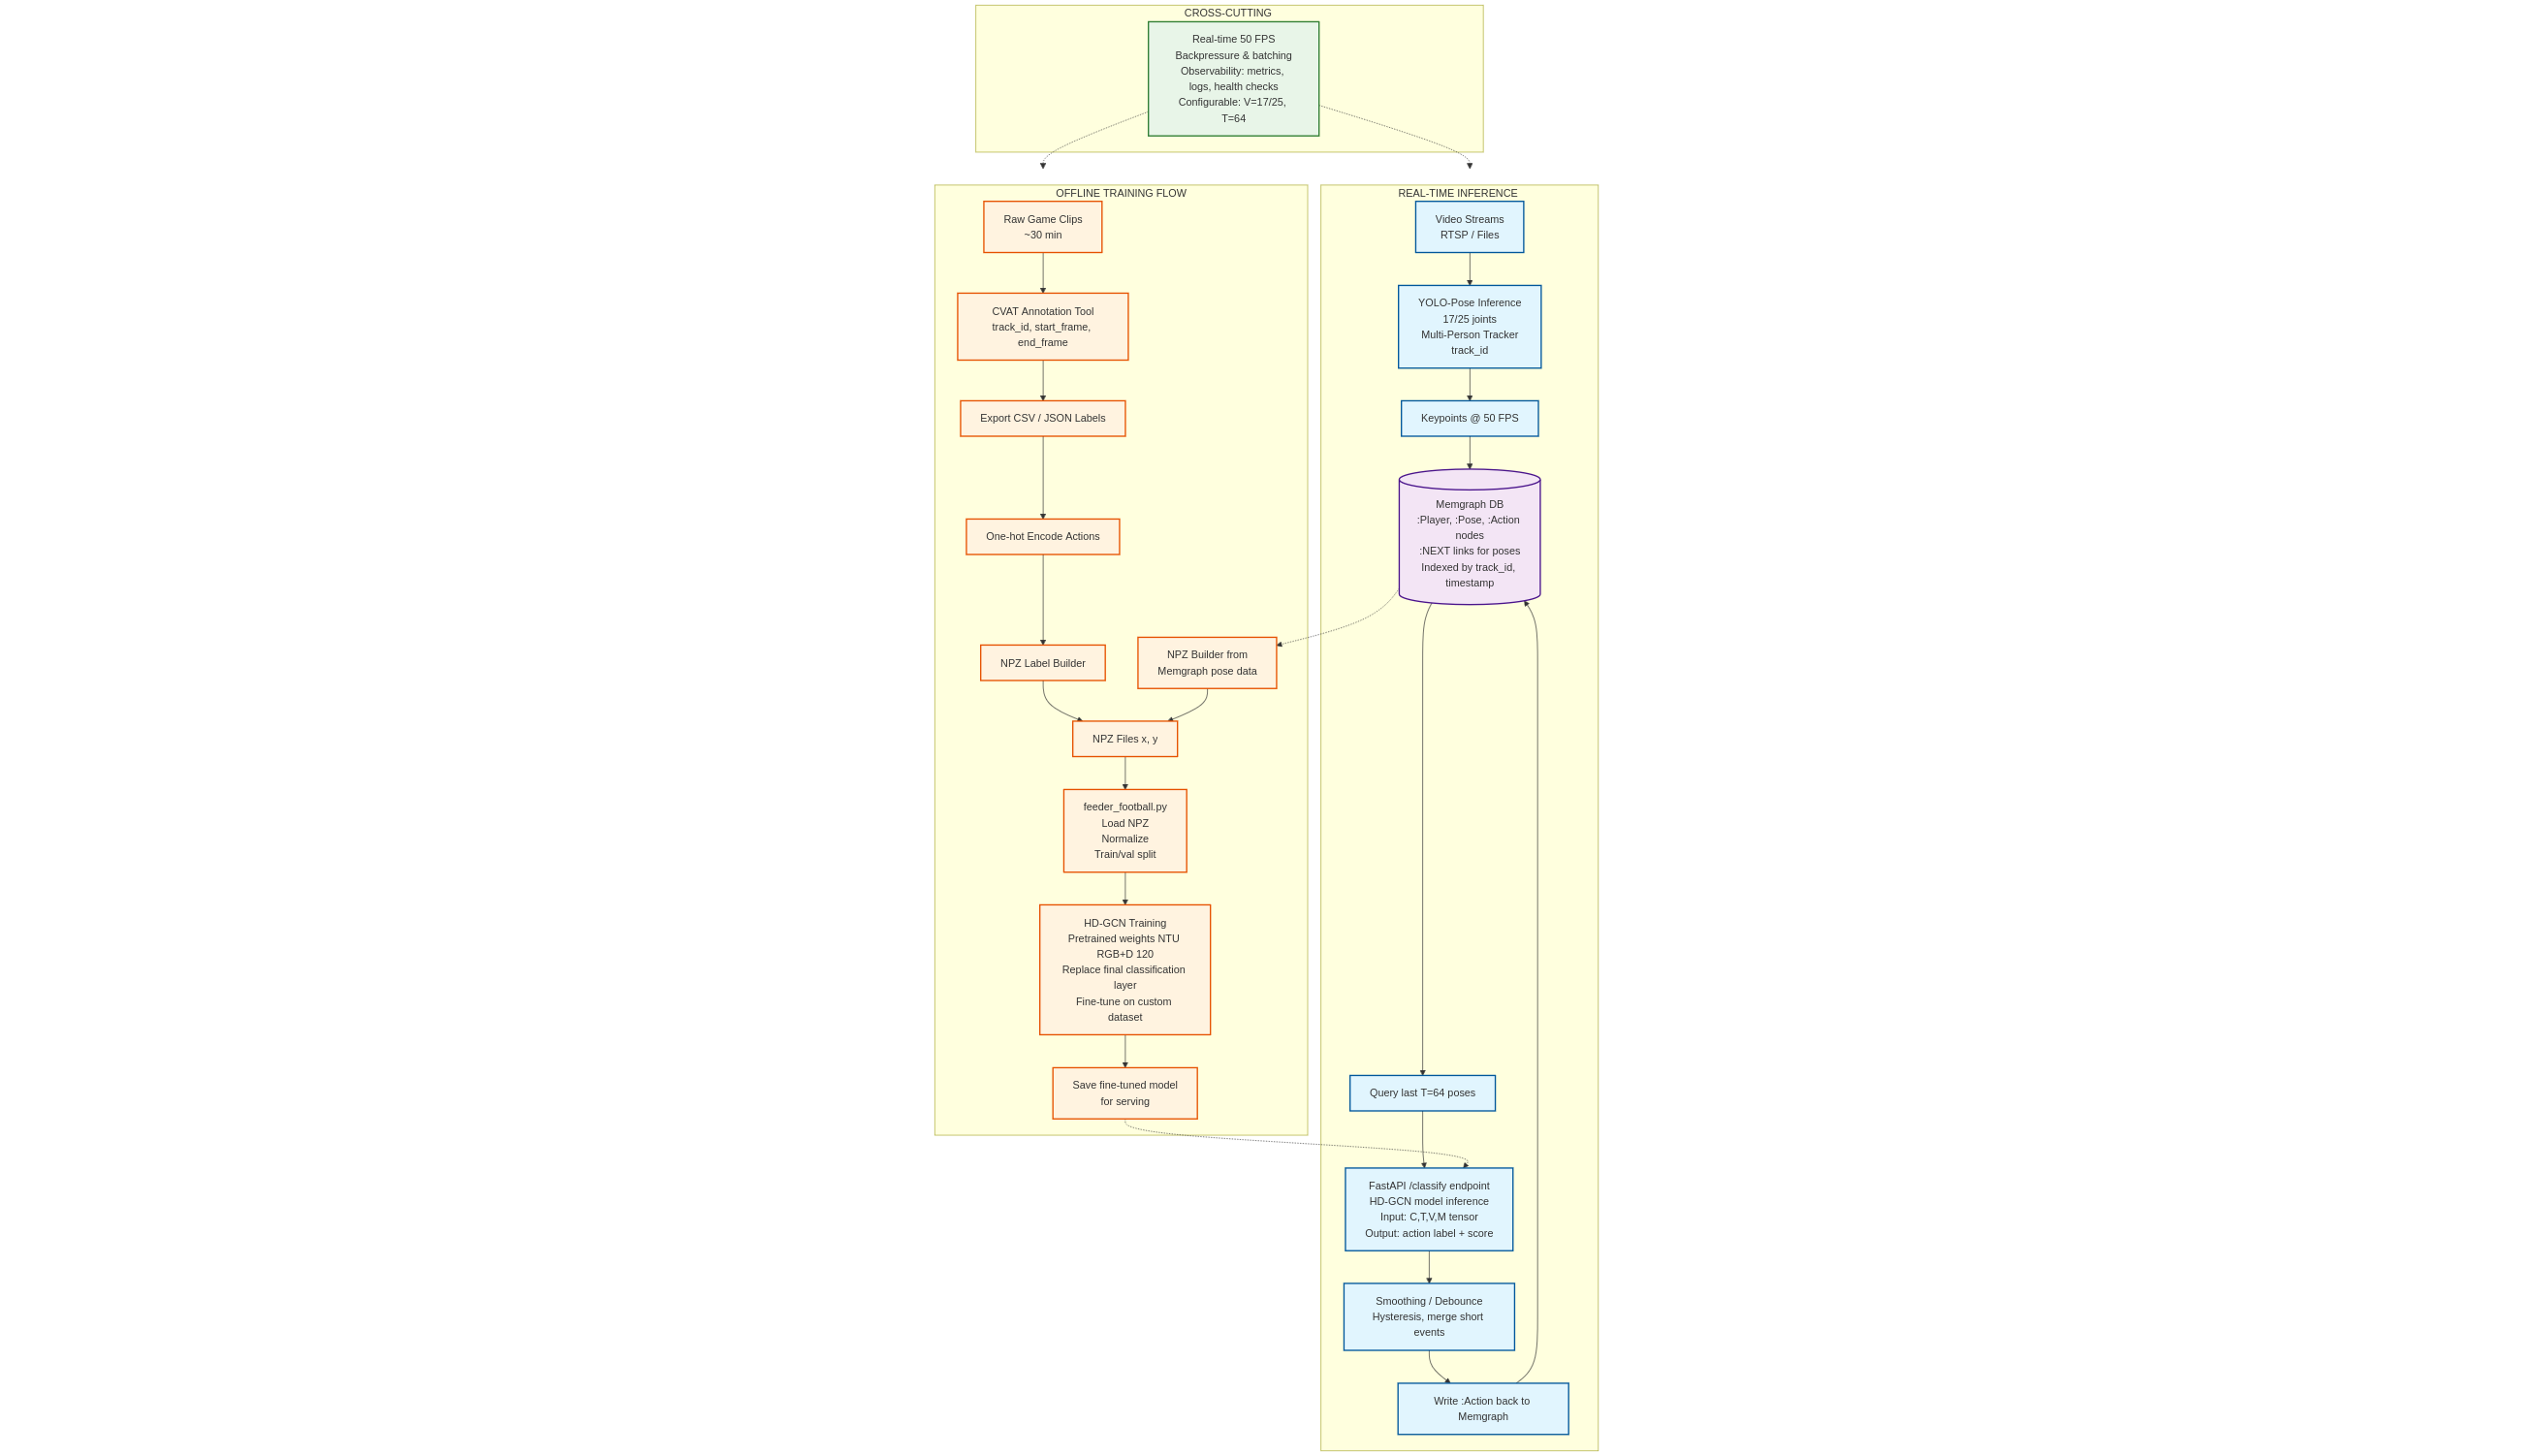 CROSS-CUTTING
Real-time 50 FPS
Backpressure & batching
Observability: metrics,
logs, health checks
Configurable: V=17/25,
T=64
OFFLINE TRAINING FLOW
Raw Game Clips
~30 min
CVAT Annotation Tool
track_id, start_frame,
end_frame
Export CSV / JSON Labels
One-hot Encode Actions
NPZ Label Builder
NPZ Builder from
Memgraph pose data
NPZ Files x, y
feeder_football.py
Load NPZ
Normalize
Train/val split
HD-GCN Training
Pretrained weights NTU
RGB+D 120
Replace final classification
layer
Fine-tune on custom
dataset
Save fine-tuned model
for serving
REAL-TIME INFERENCE
Video Streams
RTSP / Files
YOLO-Pose Inference
17/25 joints
Multi-Person Tracker
track_id
Keypoints @ 50 FPS
Memgraph DB
:Player, :Pose, :Action
nodes
:NEXT links for poses
Indexed by track_id,
timestamp
Query last T=64 poses
FastAPI /classify endpoint
HD-GCN model inference
Input: C,T,V,M tensor
Output: action label + score
Smoothing / Debounce
Hysteresis, merge short
events
Write :Action back to
Memgraph